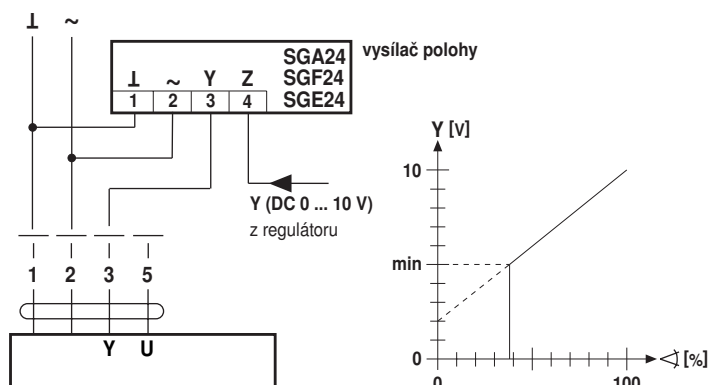 ⊥ ~
SGA24
SGF24
SGE24
vysílač polohy
⊥ ~ Y Z
1 2 3 4
Y (DC 0 ... 10 V)
z regulátoru
1 2 3 5
Y U
Y [V]
10
min
0
0 100
[%]